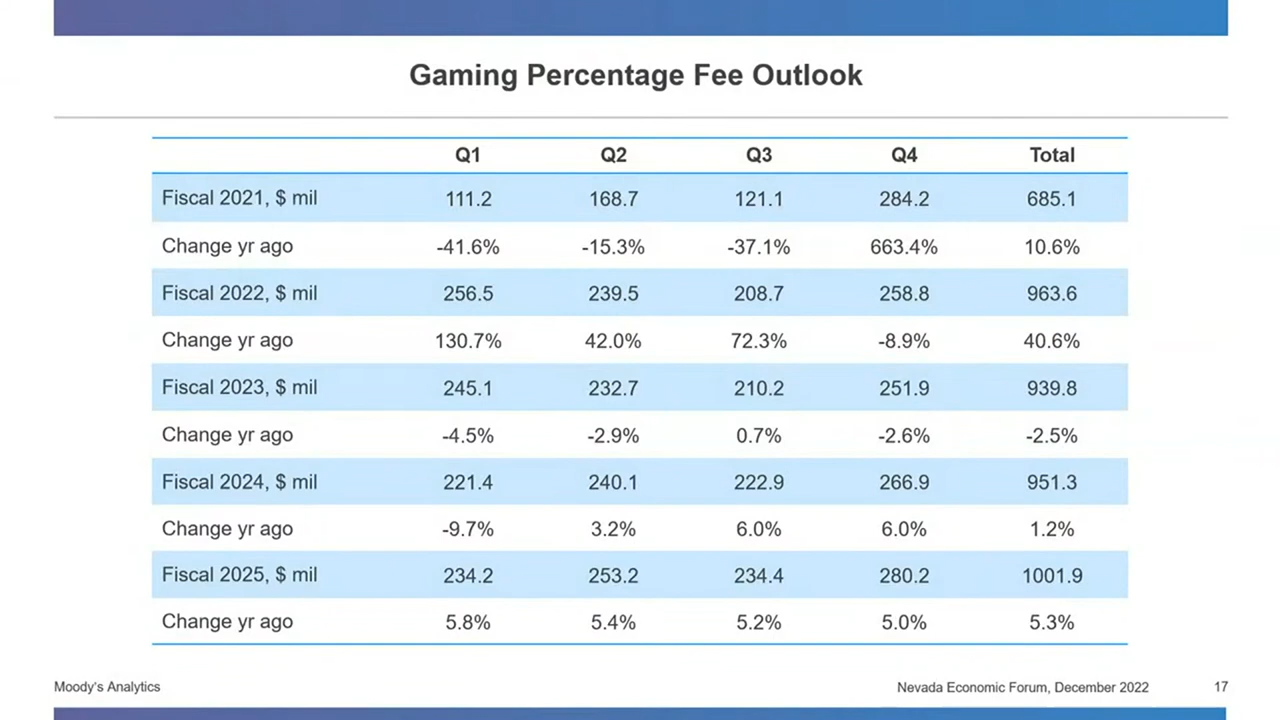 Gaming Percentage Fee Outlook
Q1 Q2 Q3 Q4 Total
Fiscal 2021, $ mil 111.2 168.7 121.1 284.2 685.1
Change yr ago -41.6% -15.3% -37.1% 663.4% 10.6%
Fiscal 2022, $ mil 256.5 239.5 208.7 258.8 963.6
Change yr ago 130.7% 42.0% 72.3% -8.9% 40.6%
Fiscal 2023, $ mil 245.1 232.7 210.2 251.9 939.8
Change yr ago -4.5% -2.9% 0.7% -2.6% -2.5%
Fiscal 2024, $ mil 221.4 240.1 222.9 266.9 951.3
Change yr ago -9.7% 3.2% 6.0% 6.0% 1.2%
Fiscal 2025, $ mil 234.2 253.2 234.4 280.2 1001.9
Change yr ago 5.8% 5.4% 5.2% 5.0% 5.3%
Moody's Analytics Nevada Economic Forum, December 2022 17